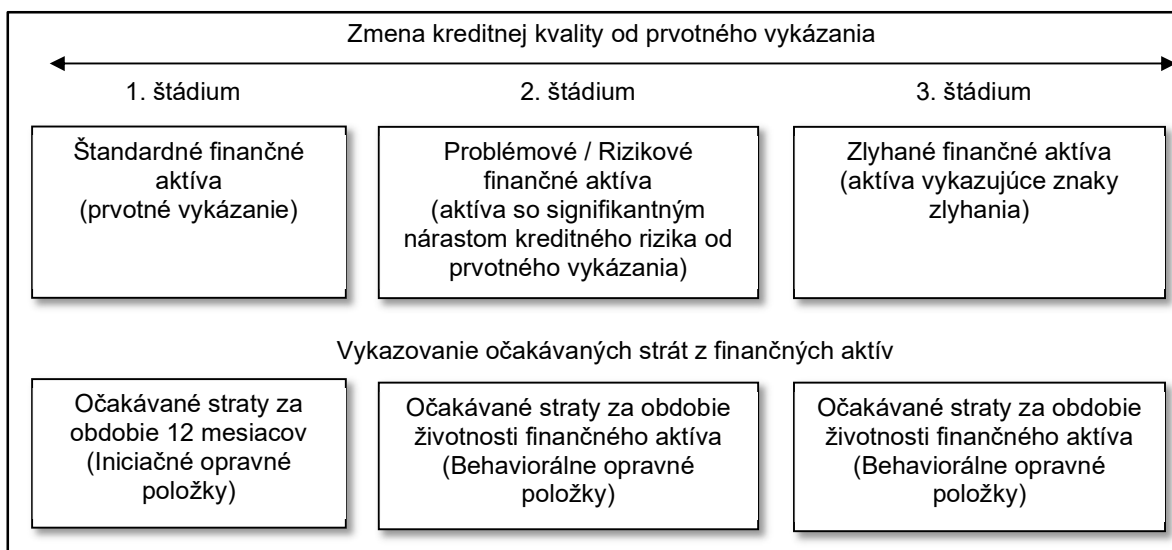 Zmena kreditnej kvality od prvotného vykázania
1. štádium
2. štádium
3. štádium
Štandardné finančné
aktíva
(prvotné vykázanie)
Problémové / Rizikové
finančné aktíva
(aktíva so signifikantným
nárastom kreditného rizika od
prvotného vykázania)
Zlyhané finančné aktíva
(aktíva vykazujúce znaky
zlyhania)
Vykazovanie očakávaných strát z finančných aktív
Očakávané straty za
obdobie 12 mesiacov
(Iniciačné opravné
položky)
Očakávané straty za obdobie
životnosti finančného aktíva
(Behaviorálne opravné
položky)
Očakávané straty za obdobie
životnosti finančného aktíva
(Behaviorálne opravné
položky)